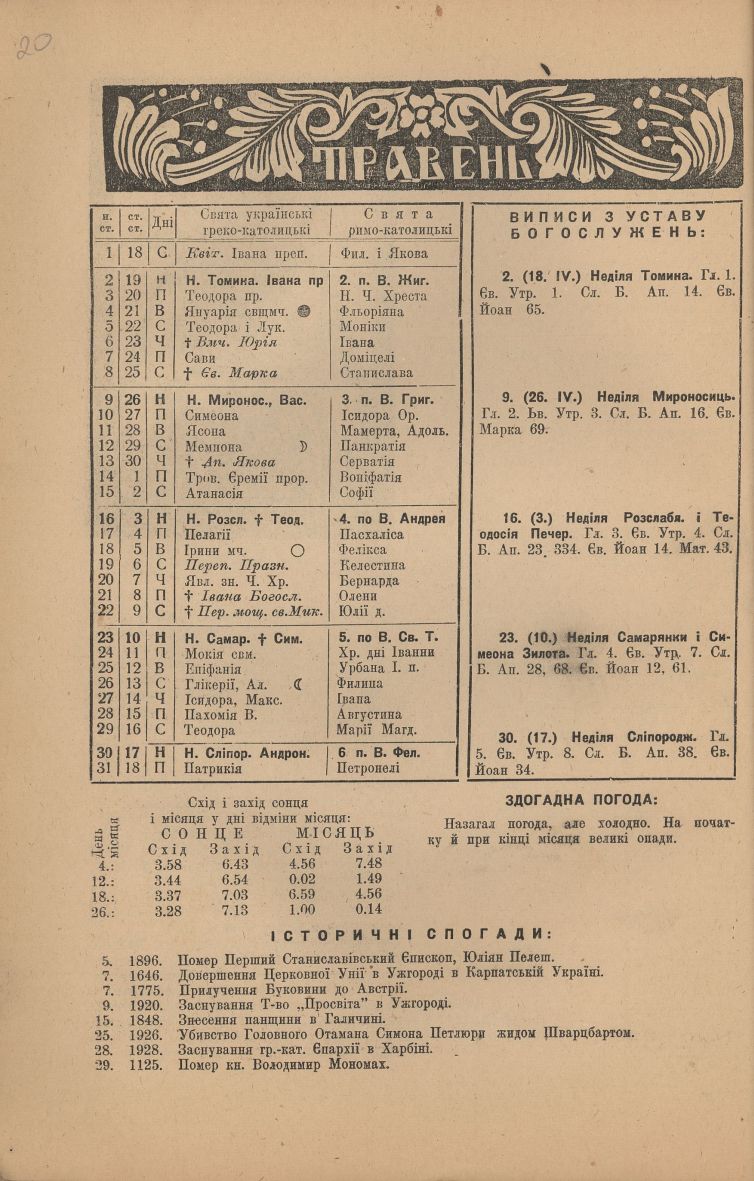 20
ТРАВЕНЬ
н. ст. ст. ст. Дні Свята українські греко-католицькі Свята римо-католицькі
1 18 С Квіт. Івана преп. Фил. і Якова
2 19 Н Н. Томина. Івана пр 2. п. В. Жиг.
3 20 П Теодора пр. Н. Ч. Хреста
4 21 В Януарія свщмч. Фльоріяна
5 22 С Теодора і Лук. Моніки
6 23 Ч † Вмч. Юрія Івана
7 24 П Сави Доміцелі
8 25 С † Єв. Марка Станислава
9 26 Н Н. Миронос., Вас. 3. п. В. Григ.
10 27 П Симеона Ісидора Ор.
11 28 В Ясона Мамерта, Адоль.
12 29 С Мемнона ☽ Панкратія
13 30 Ч † Ап. Якова Серватія
14 1 П Тров. Єремії прор. Воніфатія
15 2 С Атанасія Софії
16 3 Н Н. Розсл. † Теод. 4. по В. Андрея
17 4 П Пелагії Пасхаліса
18 5 В Ірини мч. ○ Фелікса
19 6 С Переп. Празн. Келестина
20 7 Ч Явл. зн. Ч. Хр. Бернарда
21 8 П † Івана Богосл. Олени
22 9 С † Пер. мощ. св.Мик. Юлії д.
23 10 Н Н. Самар. † Сим. 5. по В. Св. Т.
24 11 П Мокія свм. Хр. дні Іванни
25 12 В Епіфанія Урбана І. п.
26 13 С Глікерії, Ал. ☾ Филипа
27 14 Ч Ісидора, Макс. Івана
28 15 П Пахомія В. Августина
29 16 С Теодора Марії Магд.
30 17 Н Н. Сліпор. Андрон. 6 п. В. Фел.
31 18 П Патрикія Петронелі
ВИПИСИ З УСТАВУ
БОГОСЛУЖЕНЬ:
2. (18. IV.) Неділя Томина. Гл. 1.
Єв. Утр. 1. Сл. Б. Ап. 14. Єв.
Йоан 65.
9. (26. IV.) Неділя Мироносиць.
Гл. 2. Ьв. Утр. 3. Сл. Б. Ап. 16. Єв.
Марка 69.
16. (3.) Неділя Розслабл. і Те-
одосія Печер. Гл. 3. Єв. Утр. 4. Сл.
Б. Ап. 23. 334. Єв. Йоан 14. Мат. 43.
23. (10.) Неділя Самарянки і Си-
меона Зилота. Гл. 4. Єв. Утр. 7. Сл.
Б. Ап. 28, 68. Єв. Йоан 12, 61.
30. (17.) Неділя Сліпородж. Гл.
5. Єв. Утр. 8. Сл. Б. Ап. 38. Єв.
Йоан 34.
Схід і захід сонця
і місяця у дні відміни місяця:
День місяця
СОНЦЕ МІСЯЦЬ
Схід Захід Схід Захід
4.: 3.58 6.43 4.56 7.48
12.: 3.44 6.54 0.02 1.49
18.: 3.37 7.03 6.59 4.56
26.: 3.28 7.13 1.00 0.14
ЗДОГАДНА ПОГОДА:
Назагал погода, але холодно. На почат-
ку й при кінці місяця великі опади.
ІСТОРИЧНІ СПОГАДИ:
5. 1896. Помер Перший Станиславівський Єпископ, Юліян Пелеш.
7. 1646. Довершення Церковної Унії в Ужгороді в Карпатській Україні.
7. 1775. Прилучення Буковини до Австрії.
9. 1920. Заснування Т-во „Просвіта” в Ужгороді.
15. 1848. Знесення панщини в Галичині.
25. 1926. Убивство Головного Отамана Симона Петлюри жидом Шварцбартом.
28. 1928. Заснування гр.-кат. Єпархії в Харбіні.
29. 1125. Помер кн. Володимир Мономах.